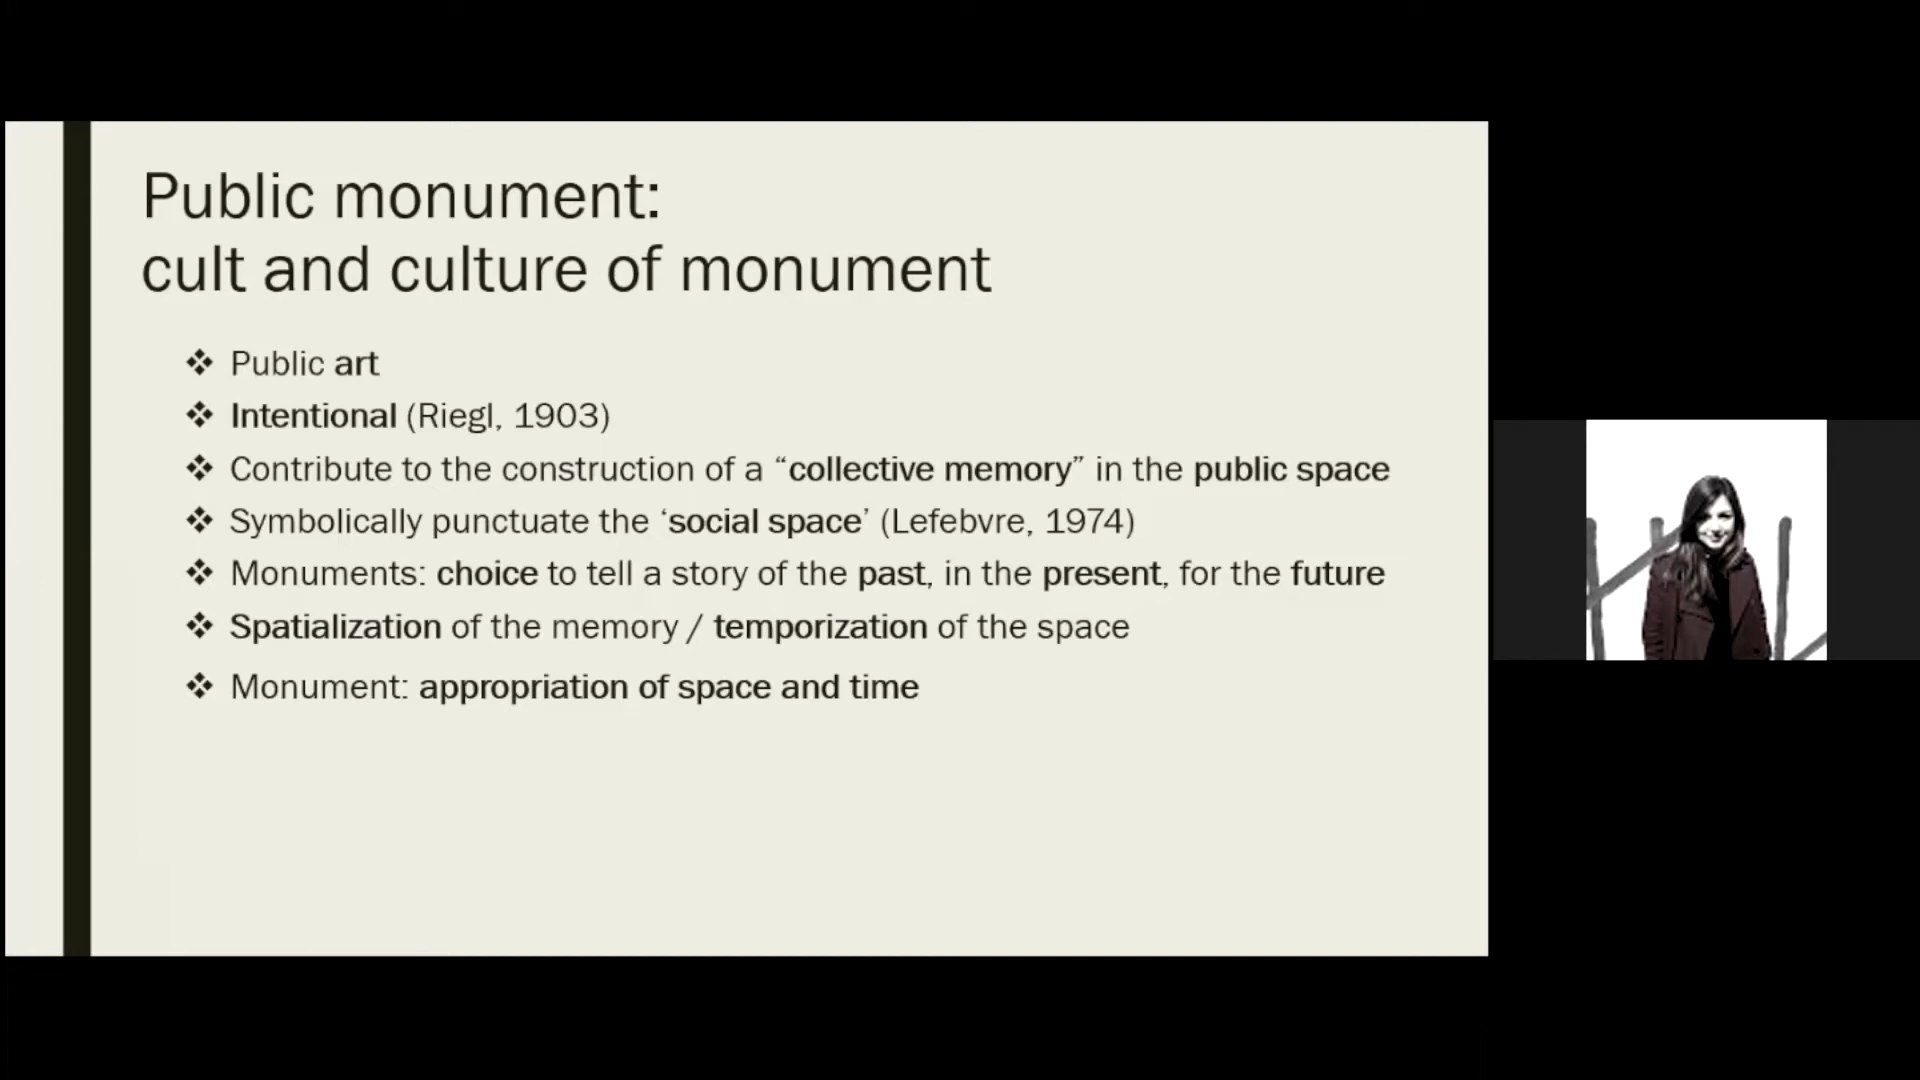 Public monument:
cult and culture of monument
❖ Public art
❖ Intentional (Riegl, 1903)
❖ Contribute to the construction of a “collective memory” in the public space
❖ Symbolically punctuate the ‘social space’ (Lefebvre, 1974)
❖ Monuments: choice to tell a story of the past, in the present, for the future
❖ Spatialization of the memory / temporization of the space
❖ Monument: appropriation of space and time